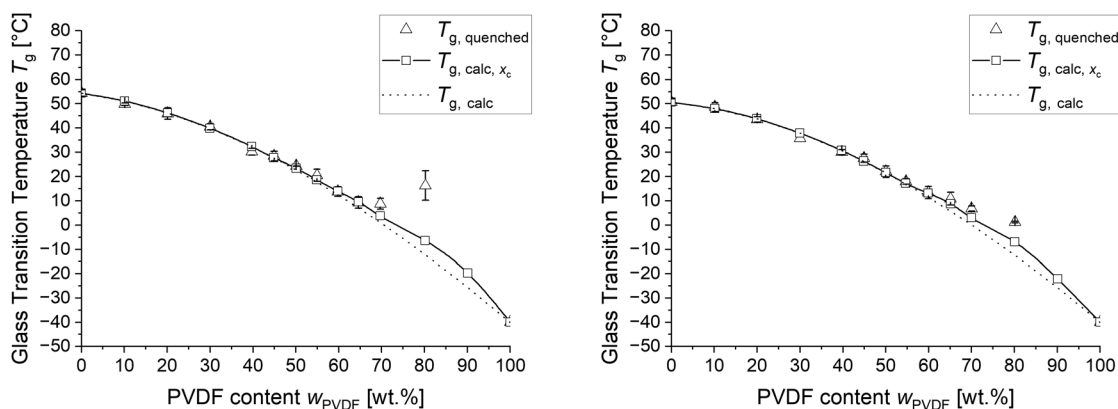 Glass Transition Temperature Tg [°C]
80
70
60
50
40
30
20
10
0
−10
−20
−30
−40
−50
Tg, quenched
Tg, calc, xc
Tg, calc
0 10 20 30 40 50 60 70 80 90 100
PVDF content wPVDF [wt.%]
Glass Transition Temperature Tg [°C]
80
70
60
50
40
30
20
10
0
−10
−20
−30
−40
−50
Tg, quenched
Tg, calc, xc
Tg, calc
0 10 20 30 40 50 60 70 80 90 100
PVDF content wPVDF [wt.%]